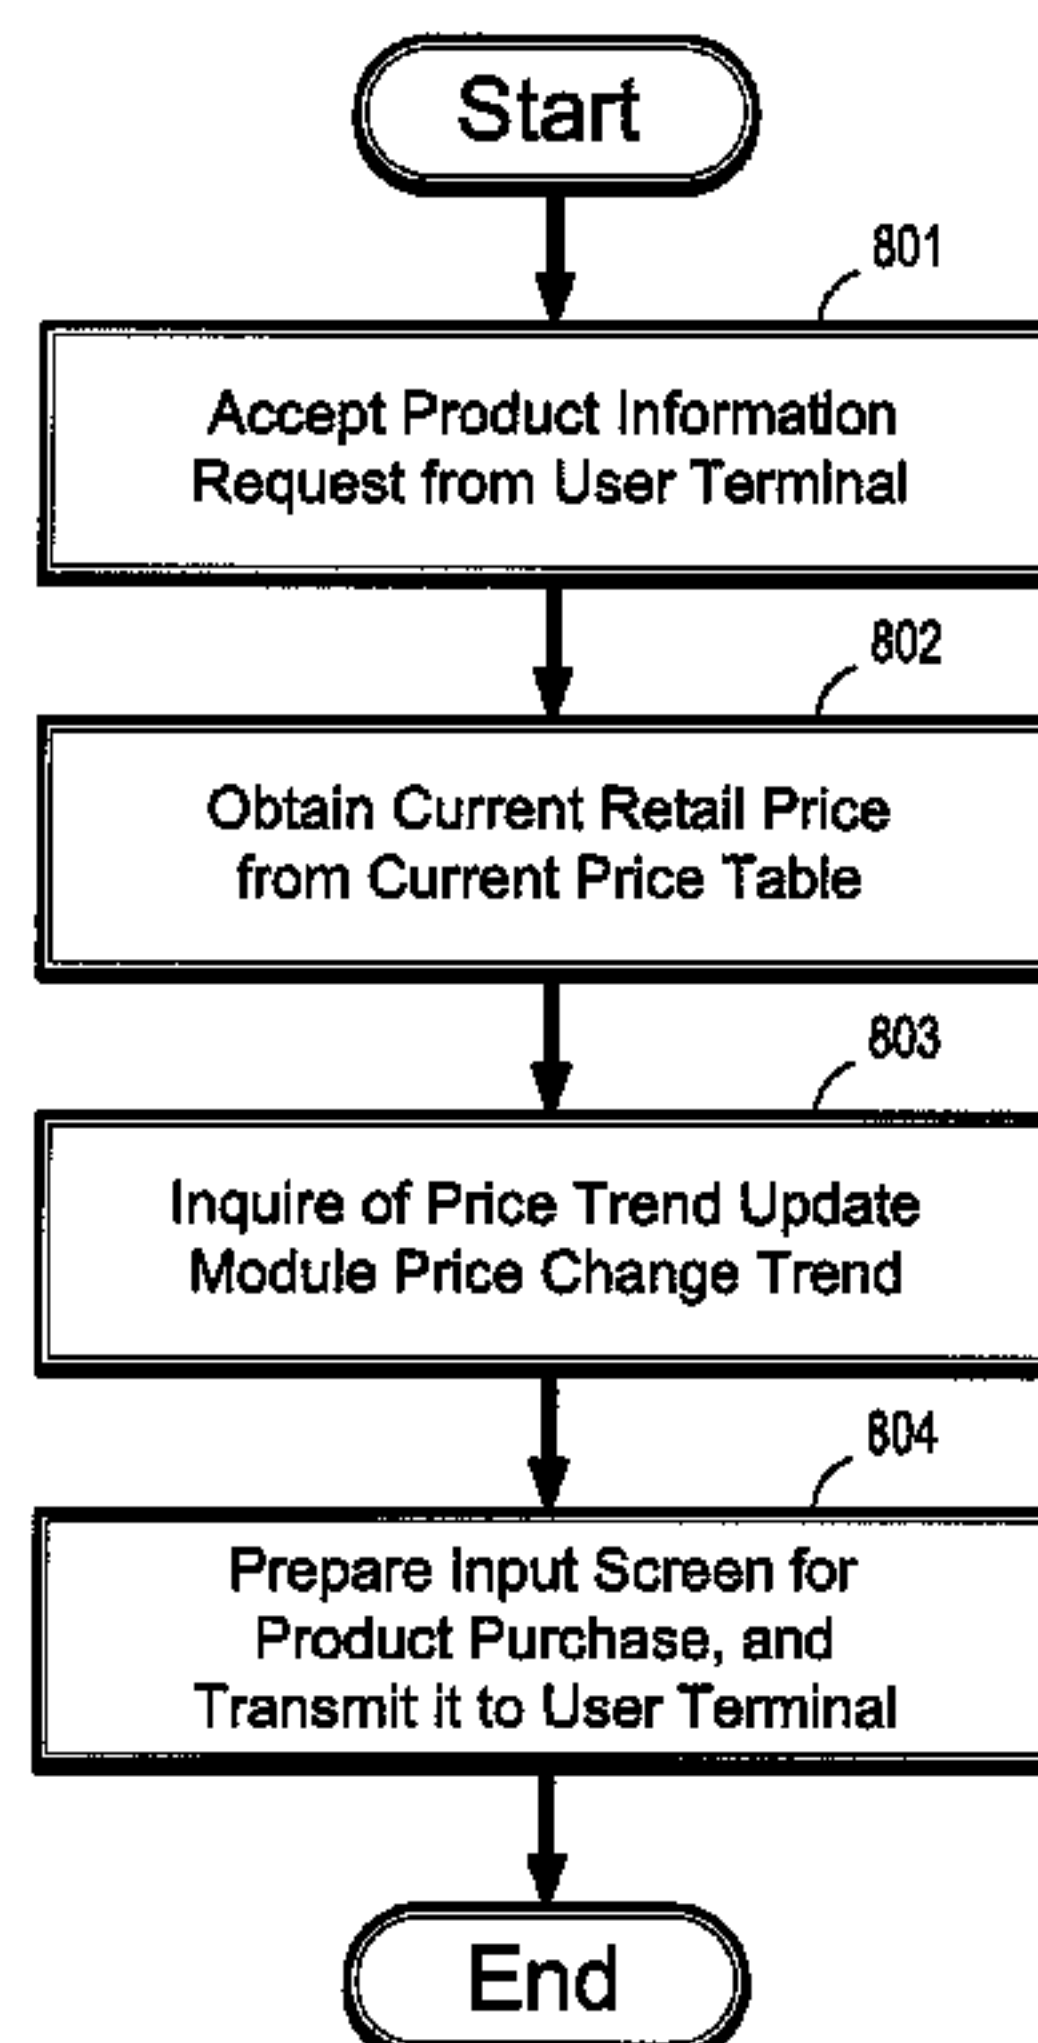 Start
801
Accept Product Information
Request from User Terminal
802
Obtain Current Retail Price
from Current Price Table
803
Inquire of Price Trend Update
Module Price Change Trend
804
Prepare Input Screen for
Product Purchase, and
Transmit it to User Terminal
End